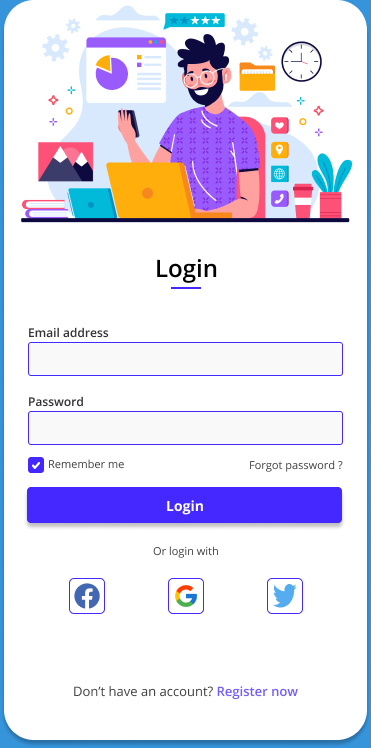 Login
Email address
Password
Remember me
Forgot password ?
Login
Or login with
Don't have an account? Register now